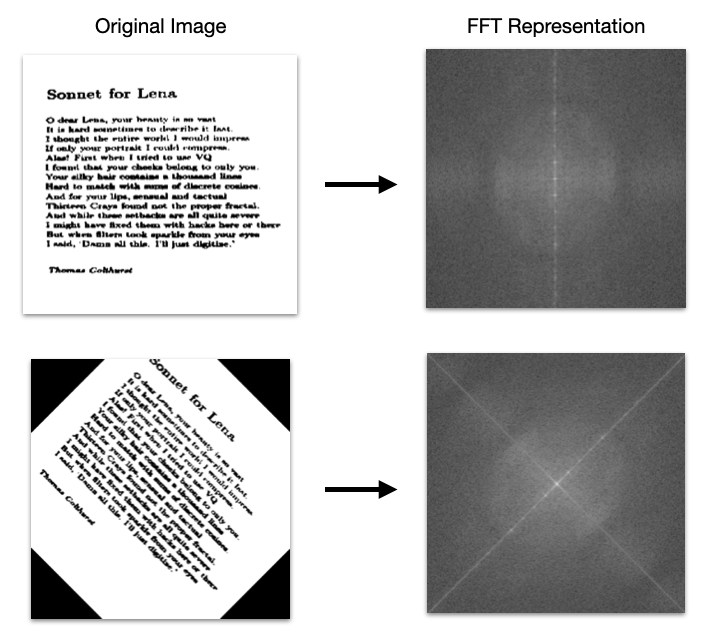 Original Image
FFT Representation
Sonnet for Lena
O dear Lena, your beauty is so vast
It is hard sometimes to describe it fast.
I thought the entire world I would impress
If only your portrait I could compress.
Alas! First when I tried to use VQ
I found that your cheeks belong to only you.
Your silky hair contains a thousand lines
Hard to match with sums of discrete cosines.
And for your lips, sensual and tactual
Thirteen Crays found not the proper fractal.
And while these setbacks are all quite severe
I might have fixed them with hacks here or there
But when filters took sparkle from your eyes
I said, 'Damn all this. I'll just digitize.'
Thomas Colthurst
Sonnet for Lena
O dear Lena, your beauty is so vast
It is hard sometimes to describe it fast.
I thought the entire world I would impress
If only your portrait I could compress.
Alas! First when I tried to use VQ
I found that your cheeks belong to only you.
Your silky hair contains a thousand lines
Hard to match with sums of discrete cosines.
And for your lips, sensual and tactual
Thirteen Crays found not the proper fractal.
And while these setbacks are all quite severe
I might have fixed them with hacks here or there
But when filters took sparkle from your eyes
I said, 'Damn all this. I'll just digitize.'
Thomas Colthurst